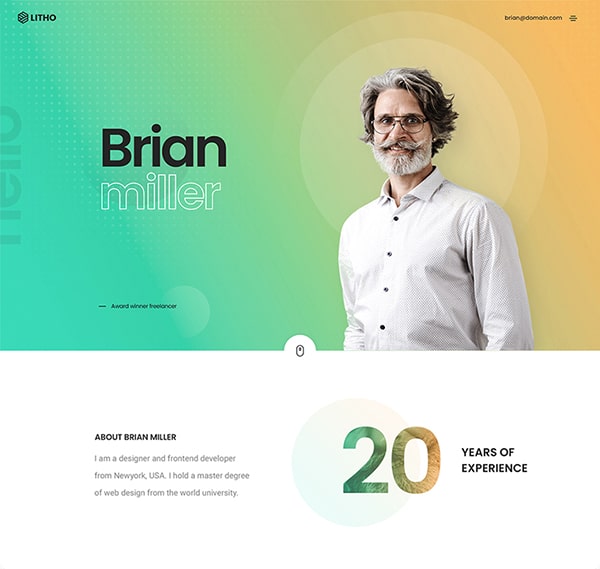 LITHO
brian@domain.com
hello
Brian
miller
Award winner freelancer
ABOUT BRIAN MILLER
I am a designer and frontend developer
from Newyork, USA. I hold a master degree
of web design from the world university.
20
YEARS OF
EXPERIENCE